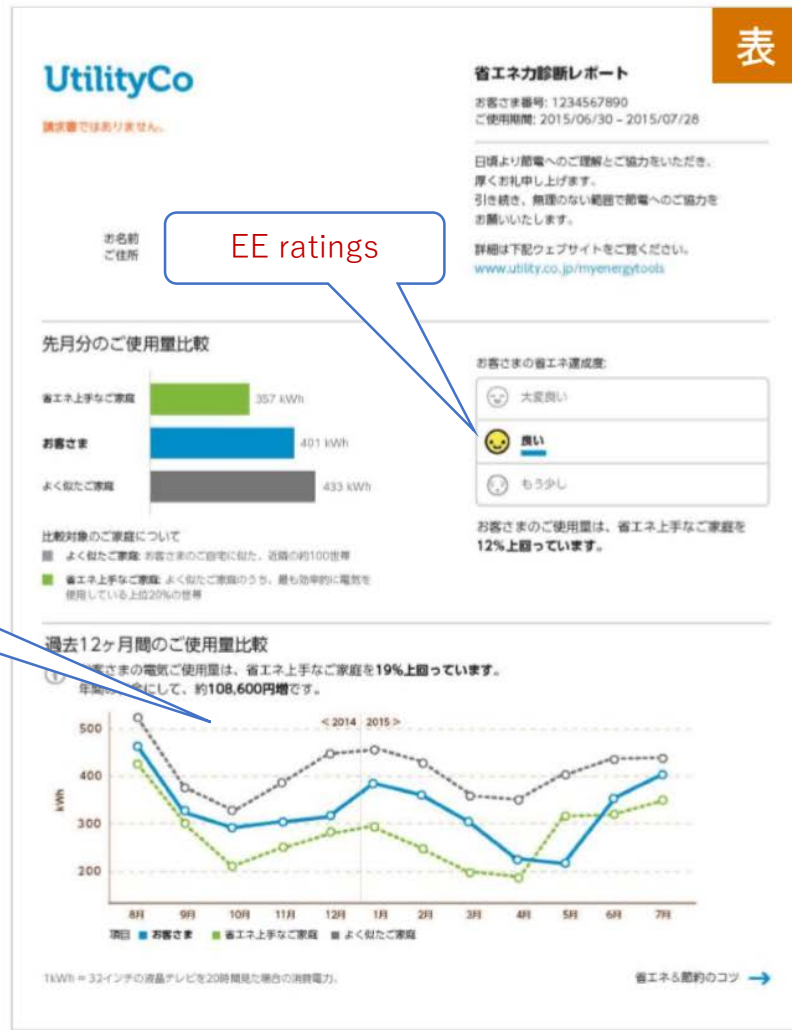 表
UtilityCo
請求書ではありません。
省エネ力診断レポート
お客さま番号: 1234567890
ご使用期間: 2015/06/30 – 2015/07/28
日頃より節電へのご理解とご協力をいただき、
厚くお礼申し上げます。
引き続き、無理のない範囲で節電へのご協力を
お願いいたします。
お名前
ご住所
EE ratings
詳細は下記ウェブサイトをご覧ください。
www.utility.co.jp/myenergytools
先月分のご使用量比較
省エネ上手なご家庭 357 kWh
お客さま 401 kWh
よく似たご家庭 433 kWh
お客さまの省エネ達成度:
大変良い
良い
もう少し
お客さまのご使用量は、省エネ上手なご家庭を
12%上回っています。
比較対象のご家庭について
よく似たご家庭: お客さまのご自宅に似た、近隣の約100世帯
省エネ上手なご家庭: よく似たご家庭のうち、最も効率的に電気を
使用している上位20%の世帯
過去12ヶ月間のご使用量比較
客さまの電気ご使用量は、省エネ上手なご家庭を19%上回っています。
年間の にして、約108,600円増です。
< 2014 2015 >
kWh
500
400
300
200
8月 9月 10月 11月 12月 1月 2月 3月 4月 5月 6月 7月
項目 お客さま 省エネ上手なご家庭 よく似たご家庭
1kWh = 32インチの液晶テレビを20時間見た場合の消費電力。
省エネ&節約のコツ →